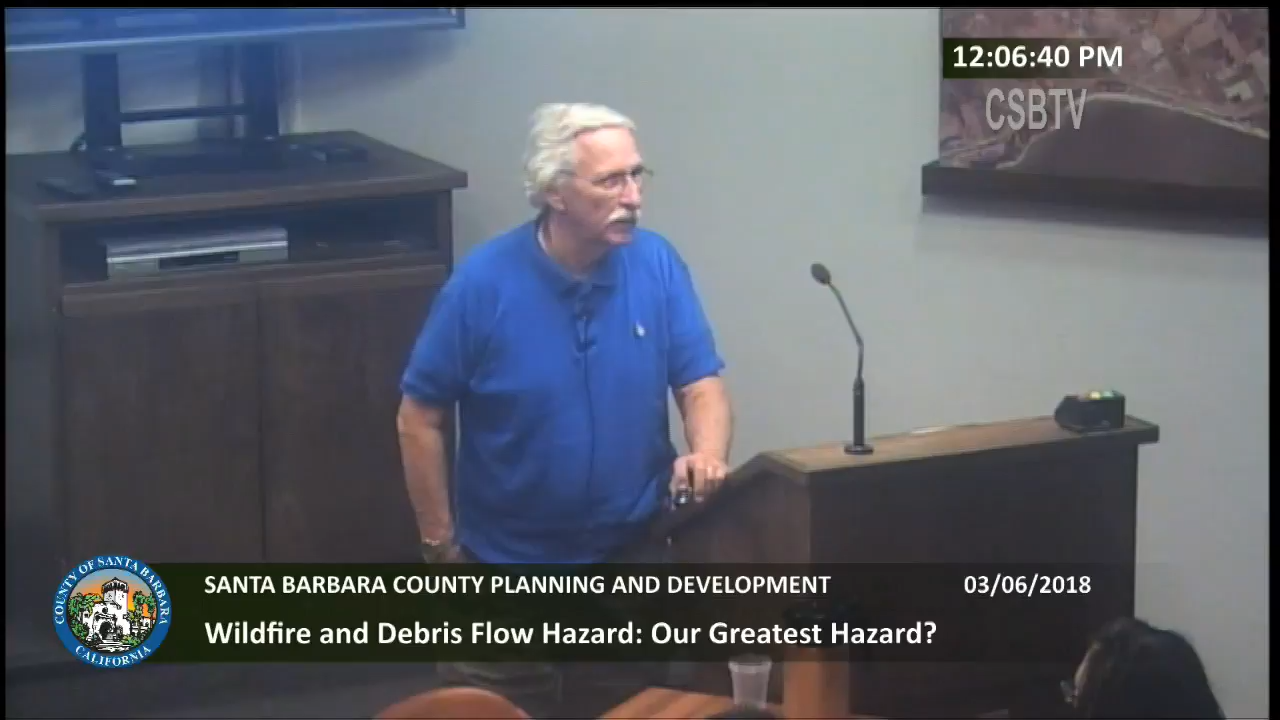 12:06:40 PM
CSBTV
COUNTY OF SANTA BARBARA
CALIFORNIA
SANTA BARBARA COUNTY PLANNING AND DEVELOPMENT
03/06/2018
Wildfire and Debris Flow Hazard: Our Greatest Hazard?